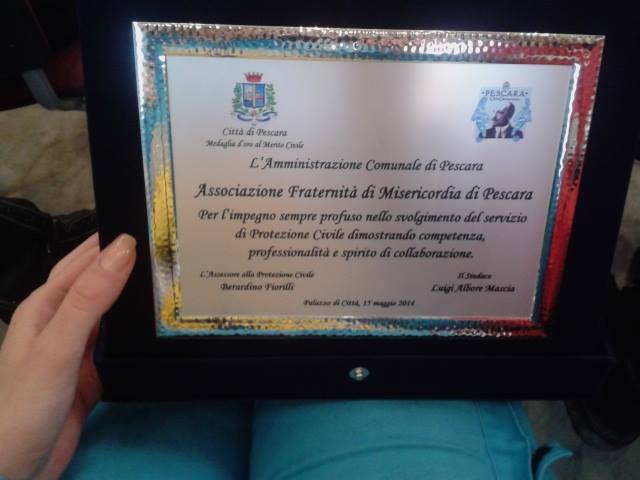 PESCARA
Città di Pescara
Medaglia d'oro al Merito Civile
L'Amministrazione Comunale di Pescara
Associazione Fraternità di Misericordia di Pescara
Per l'impegno sempre profuso nello svolgimento del servizio
di Protezione Civile dimostrando competenza,
professionalità e spirito di collaborazione.
L'Assessore alla Protezione Civile
Berardino Fiorilli
Il Sindaco
Luigi Albore Mascia
Palazzo di Città, 15 maggio 2014